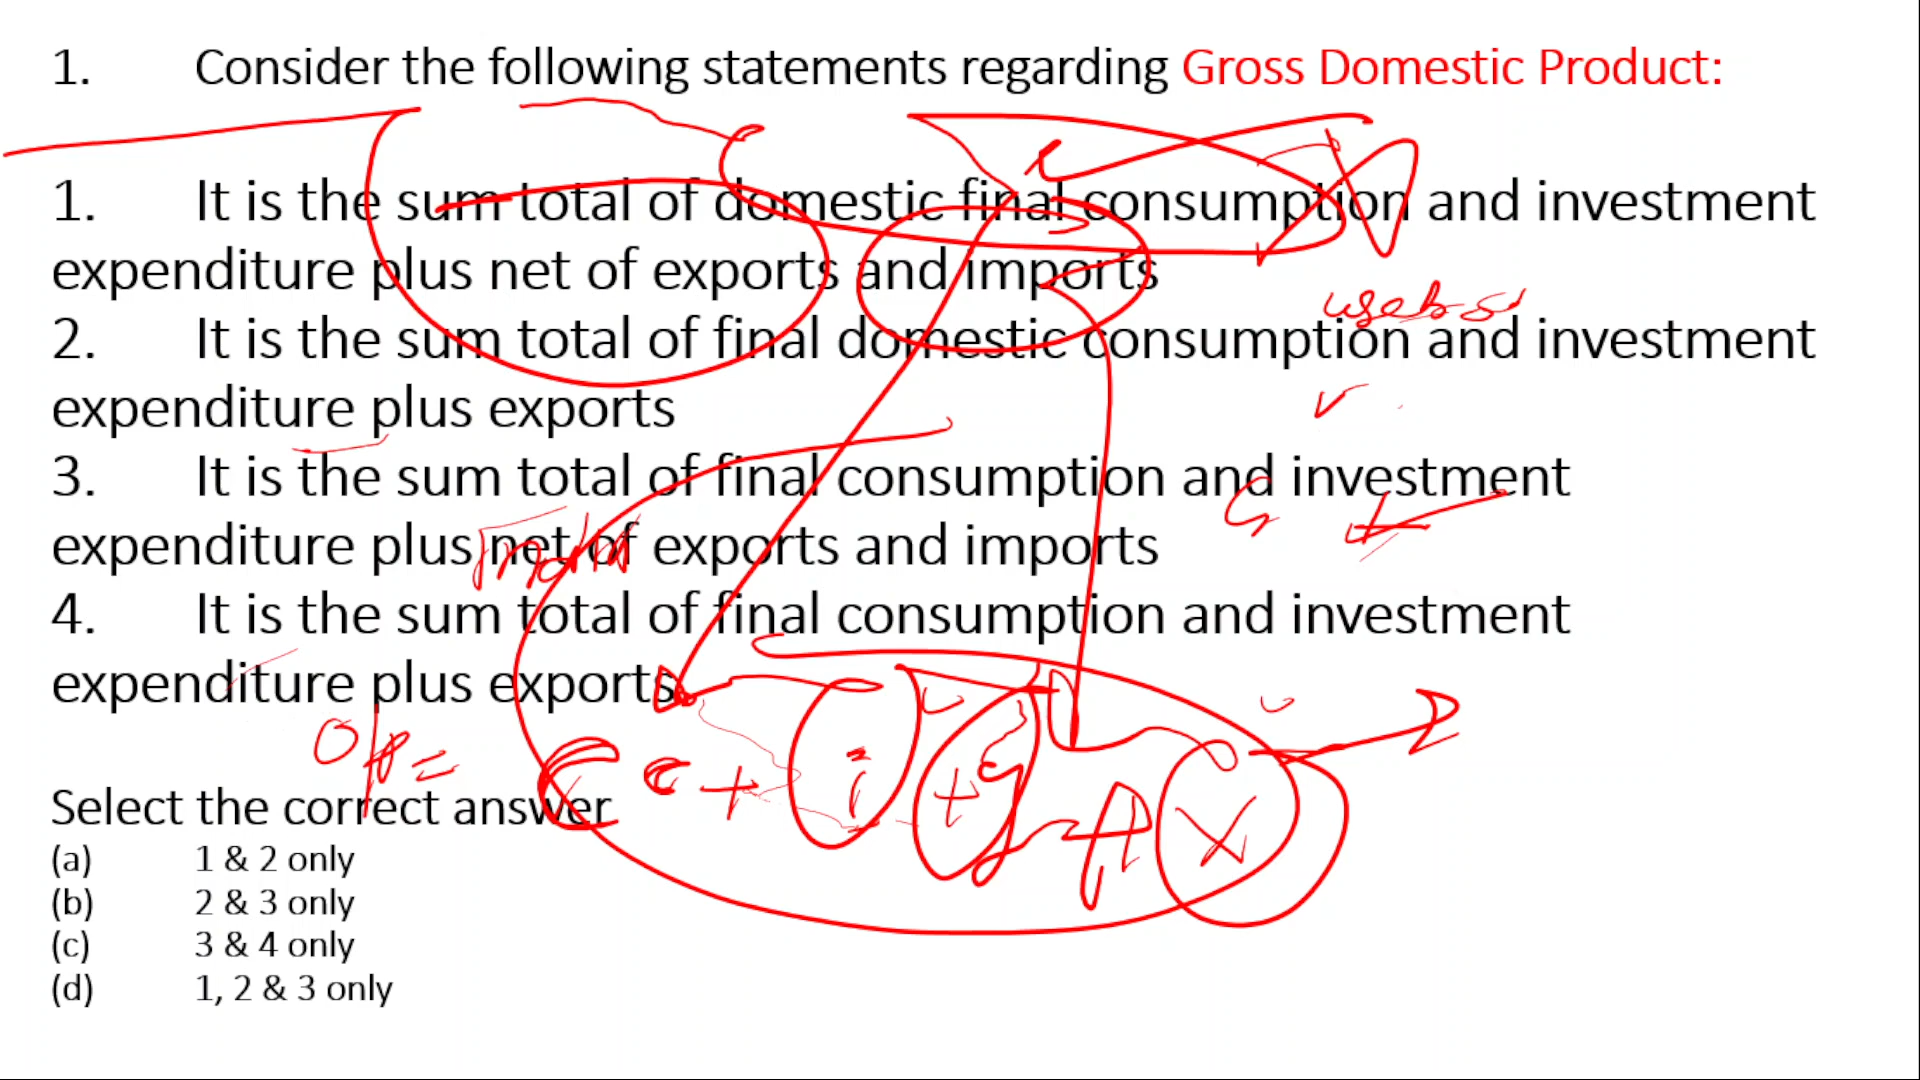 1. Consider the following statements regarding Gross Domestic Product:
1. It is the sum total of domestic final consumption and investment
expenditure plus net of exports and imports
2. It is the sum total of final domestic consumption and investment
expenditure plus exports
3. It is the sum total of final consumption and investment
expenditure plus net of exports and imports
4. It is the sum total of final consumption and investment
expenditure plus exports
Select the correct answer
(a) 1 & 2 only
(b) 2 & 3 only
(c) 3 & 4 only
(d) 1, 2 & 3 only